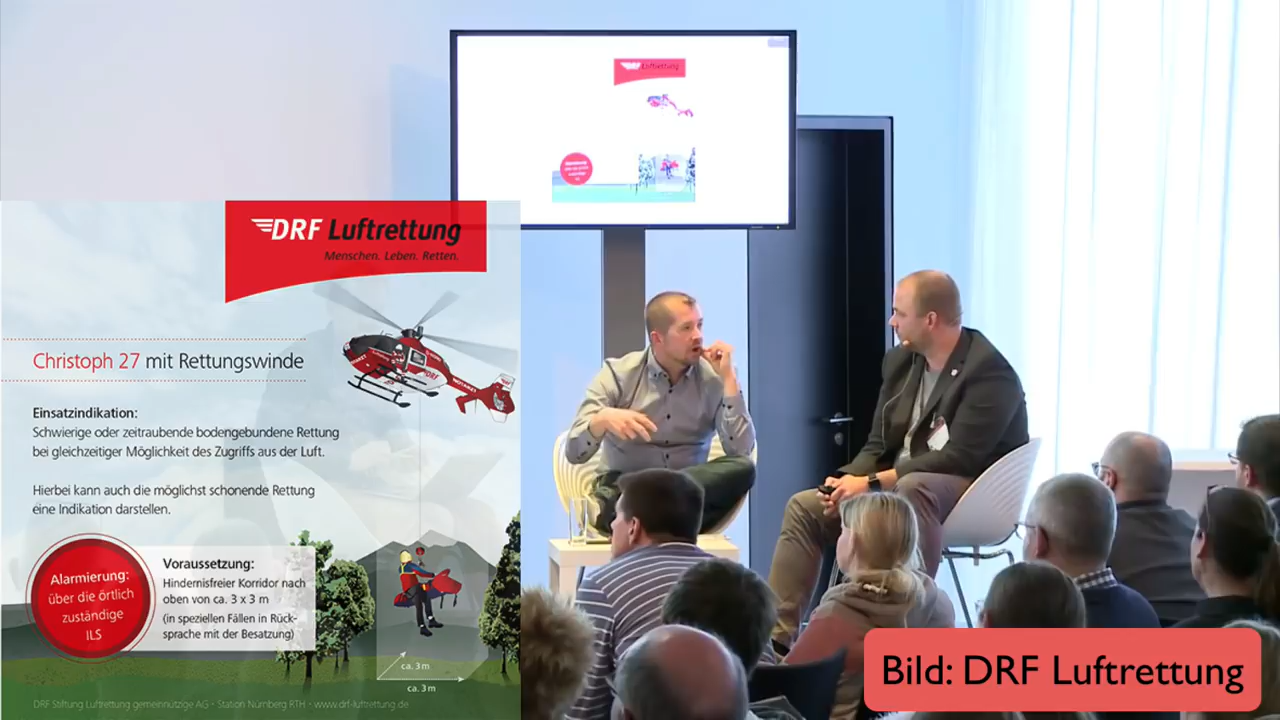 DRF Luftrettung
DRF Luftrettung
Menschen. Leben. Retten.
Christoph 27 mit Rettungswinde
Einsatzindikation:
Schwierige oder zeitraubende bodengebundene Rettung
bei gleichzeitiger Möglichkeit des Zugriffs aus der Luft.
Hierbei kann auch die möglichst schonende Rettung
eine Indikation darstellen.
Alarmierung:
über die örtlich
zuständige
ILS
Voraussetzung:
Hindernisfreier Korridor nach
oben von ca. 3 x 3 m
(in speziellen Fällen in Rück-
sprache mit der Besatzung)
DRF
NOTARZT
ca. 3 m
ca. 3 m
DRF Stiftung Luftrettung gemeinnützige AG • Station Nürnberg RTH • www.drf-luftrettung.de
Bild: DRF Luftrettung